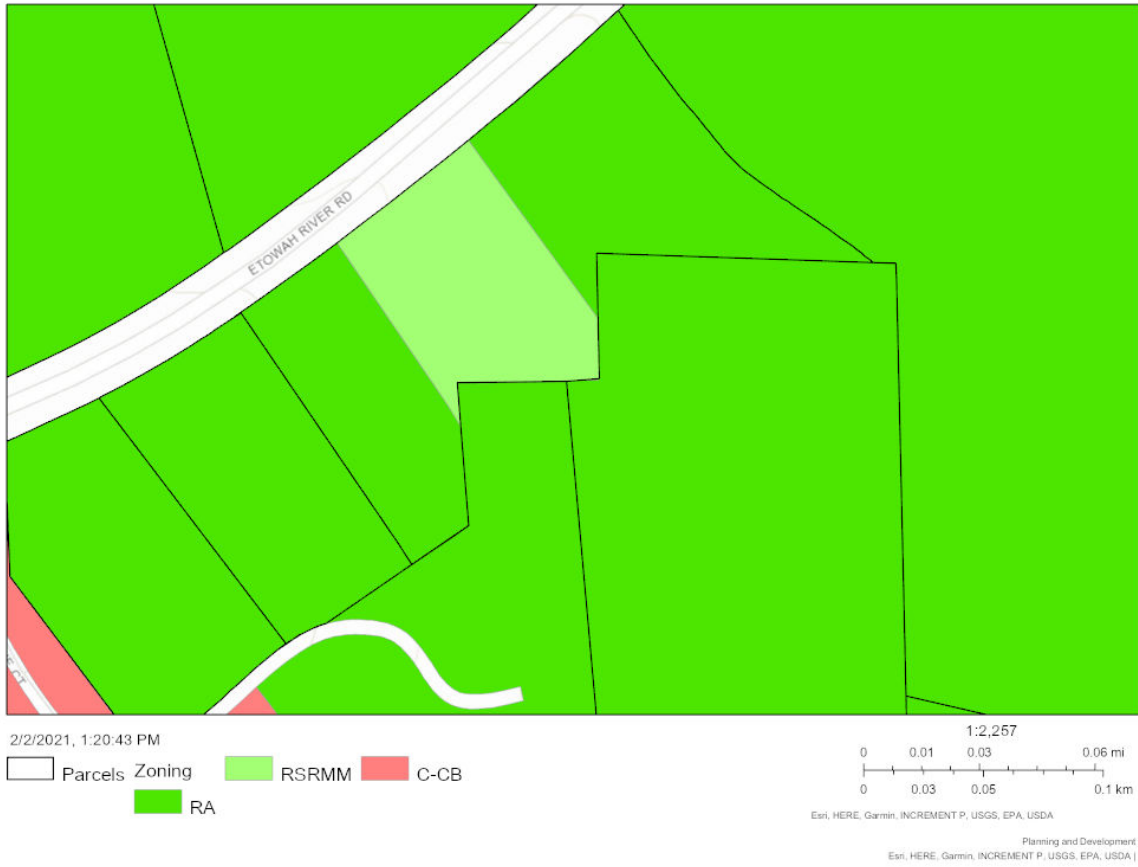 ETOWAH RIVER RD
CT
2/2/2021, 1:20:43 PM
Parcels
Zoning
RA
RSRMM
C-CB
1:2,257
0 0.01 0.03 0.06 mi
0 0.03 0.05 0.1 km
Esri, HERE, Garmin, INCREMENT P, USGS, EPA, USDA
Planning and Development
Esri, HERE, Garmin, INCREMENT P, USGS, EPA, USDA |